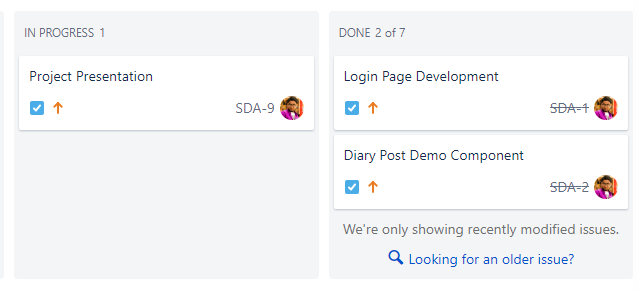 IN PROGRESS 1
Project Presentation
SDA-9
DONE 2 of 7
Login Page Development
SDA-1
Diary Post Demo Component
SDA-2
We're only showing recently modified issues.
Looking for an older issue?